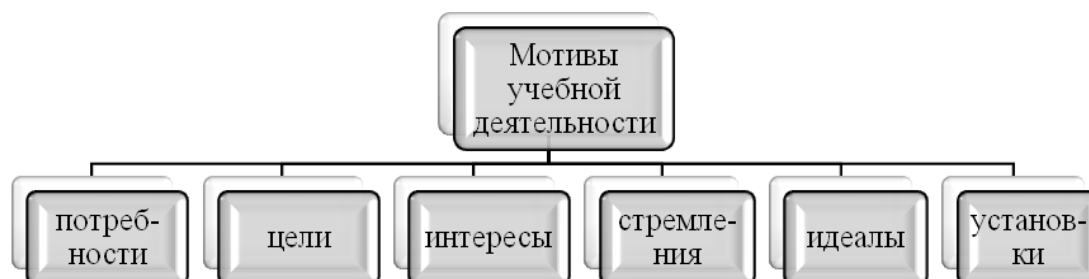 Мотивы
учебной
деятельности
потреб-
ности
цели
интересы
стремле-
ния
идеалы
установ-
ки